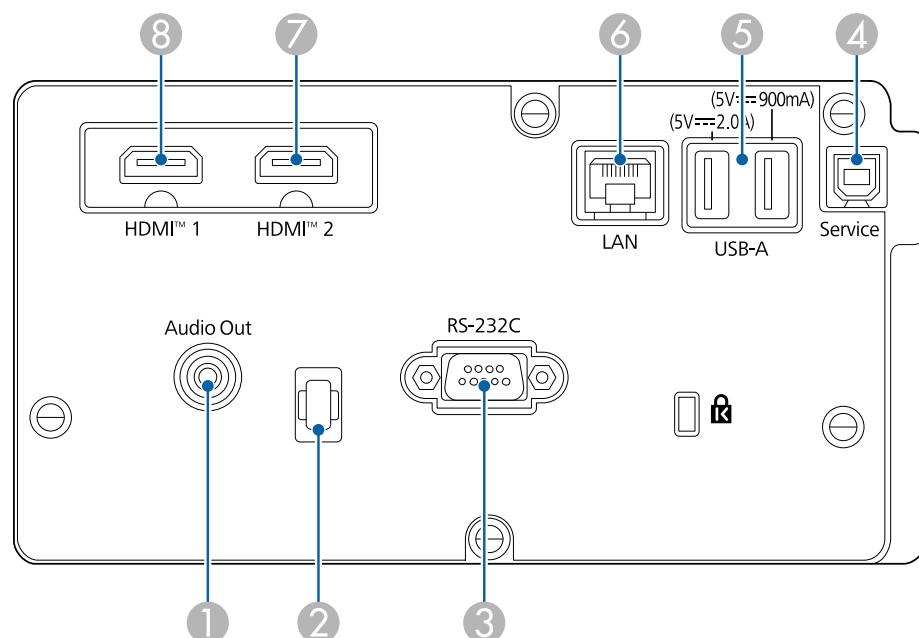 8 7 6 5 4
(5V⎓900mA)
(5V⎓2.0A)
HDMI™ 1 HDMI™ 2
LAN
USB-A
Service
Audio Out
RS-232C
K
1 2 3